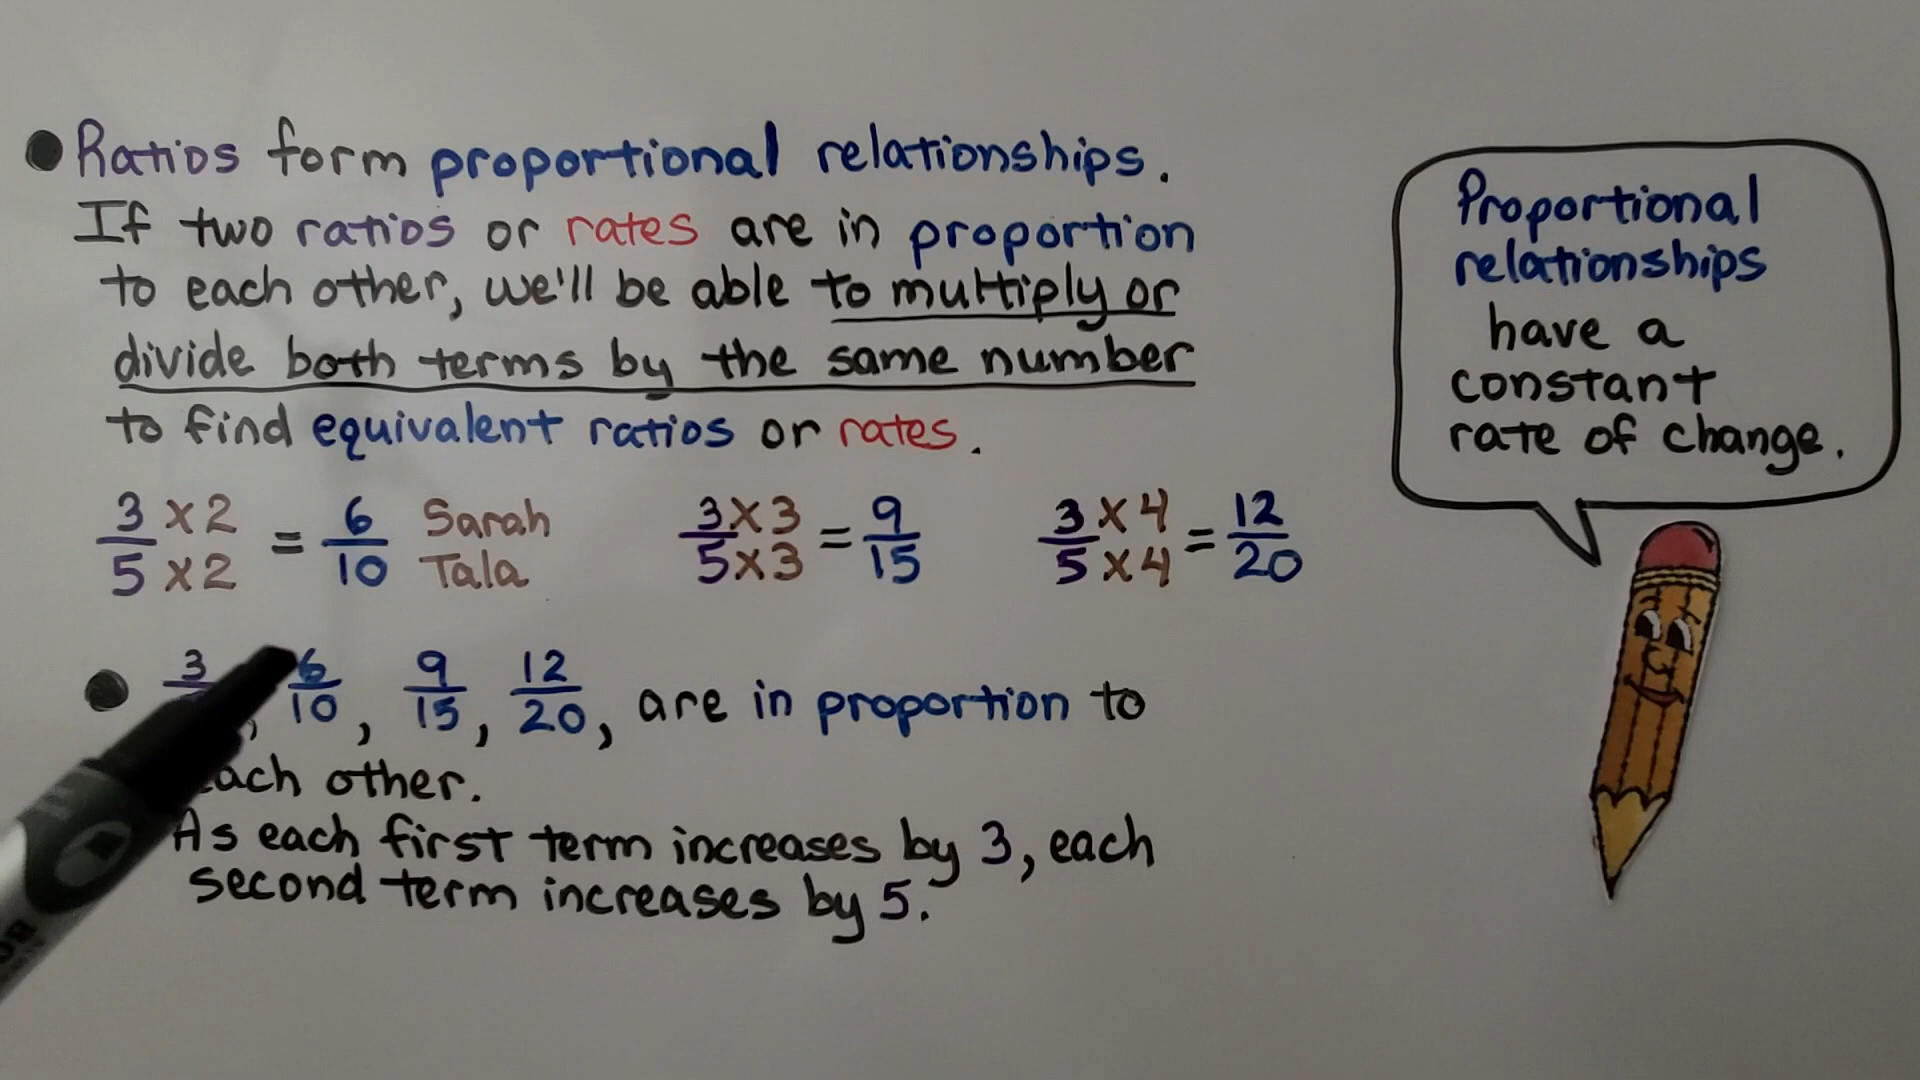 Ratios form proportional relationships.
If two ratios or rates are in proportion
to each other, we'll be able to multiply or
divide both terms by the same number
to find equivalent ratios or rates.
3/5 ×2/×2 = 6/10 Sarah/Tala 3×3/5×3 = 9/15 3×4/5×4 = 12/20
3 , 6/10, 9/15, 12/20, are in proportion to
each other.
As each first term increases by 3, each
second term increases by 5.
Proportional
relationships
have a
constant
rate of change.